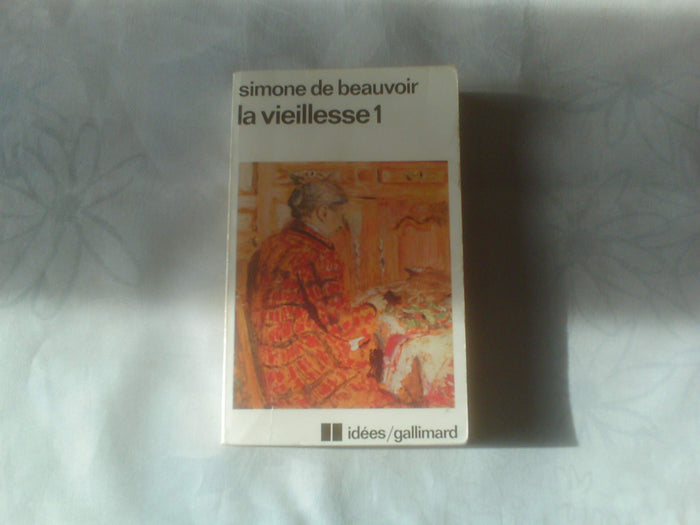 simone de beauvoir
la vieillesse 1
idées/gallimard